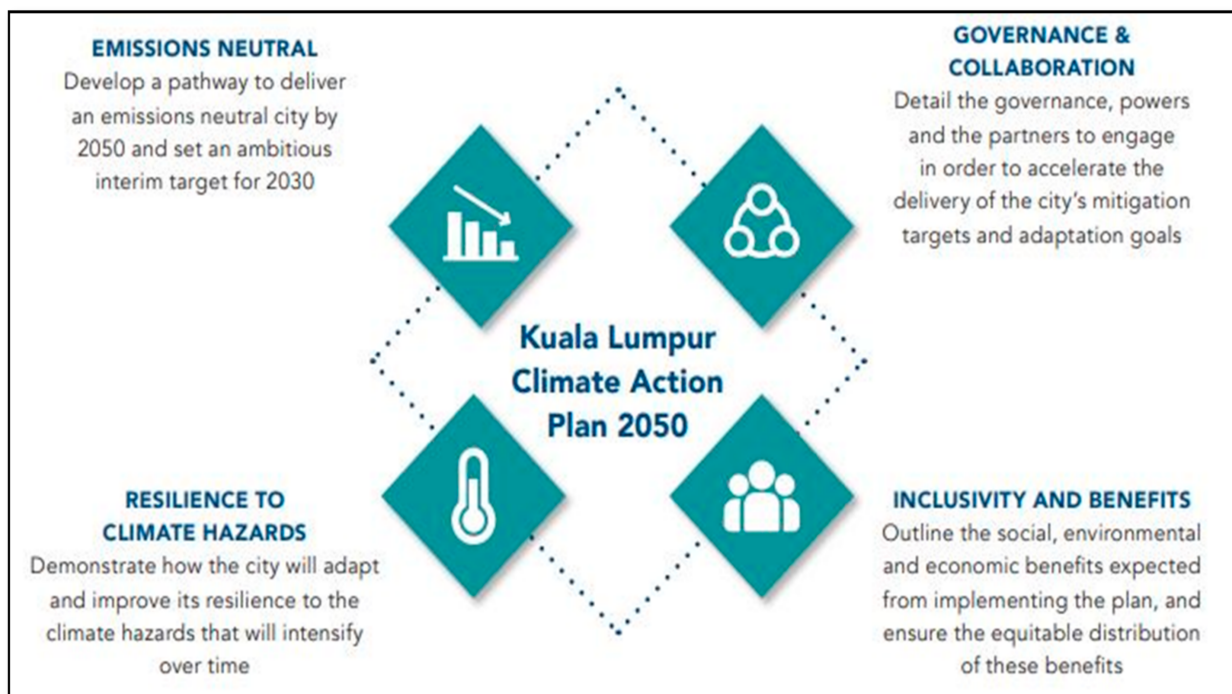 EMISSIONS NEUTRAL
Develop a pathway to deliver
an emissions neutral city by
2050 and set an ambitious
interim target for 2030
GOVERNANCE &
COLLABORATION
Detail the governance, powers
and the partners to engage
in order to accelerate the
delivery of the city's mitigation
targets and adaptation goals
Kuala Lumpur
Climate Action
Plan 2050
RESILIENCE TO
CLIMATE HAZARDS
Demonstrate how the city will adapt
and improve its resilience to the
climate hazards that will intensify
over time
INCLUSIVITY AND BENEFITS
Outline the social, environmental
and economic benefits expected
from implementing the plan, and
ensure the equitable distribution
of these benefits